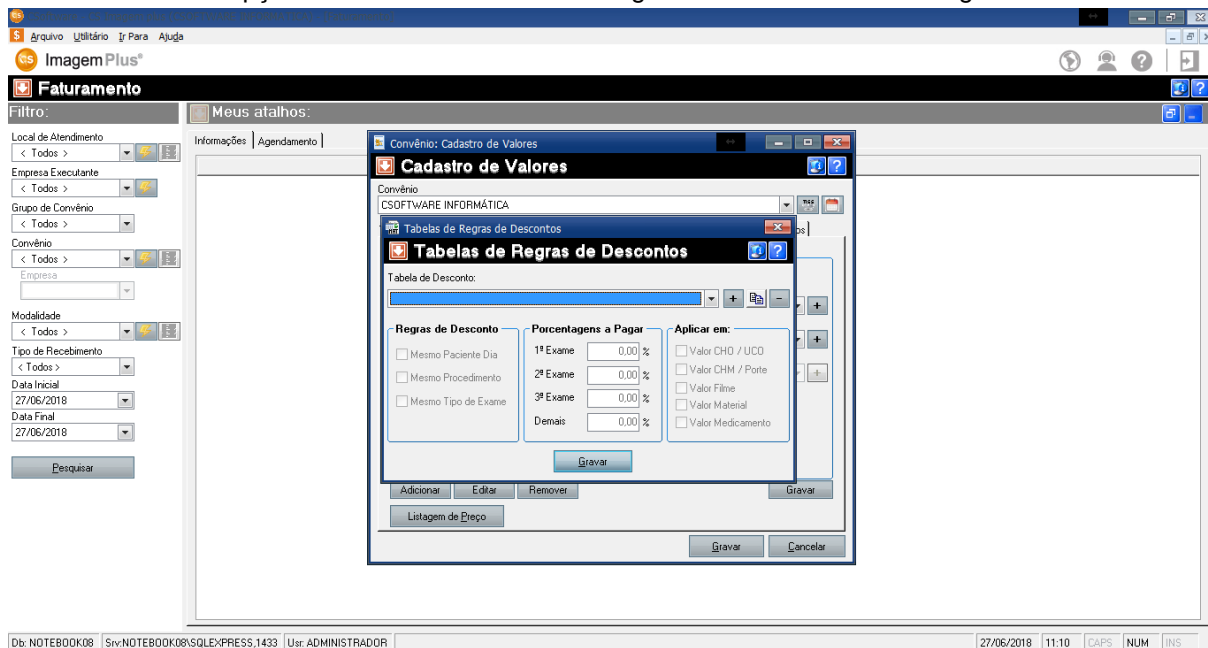 Arquivo Utilitário Ir Para Ajuda
ImagemPlus®
Faturamento
Filtro:
Meus atalhos:
Local de Atendimento
< Todos >
Empresa Executante
< Todos >
Grupo de Convênio
< Todos >
Convênio
< Todos >
Empresa
Modalidade
< Todos >
Tipo de Recebimento
< Todos >
Data Inicial
27/06/2018
Data Final
27/06/2018
Pesquisar
Informações Agendamento
Convênio: Cadastro de Valores
Cadastro de Valores
Convênio
CSOFTWARE INFORMÁTICA
Tabelas de Regras de Descontos
Tabelas de Regras de Descontos
Tabela de Desconto:
Regras de Desconto
Mesmo Paciente Dia
Mesmo Procedimento
Mesmo Tipo de Exame
Porcentagens a Pagar
1ª Exame 0,00 %
2ª Exame 0,00 %
3ª Exame 0,00 %
Demais 0,00 %
Aplicar em:
Valor CHO / UCO
Valor CHM / Porte
Valor Filme
Valor Material
Valor Medicamento
Gravar
Adicionar Editar Remover Gravar
Listagem de Preço
Gravar Cancelar
Db: NOTEBOOK08 Srv:NOTEBOOK08\SQLEXPRESS,1433 Usr: ADMINISTRADOR 27/06/2018 11:10 CAPS NUM INS